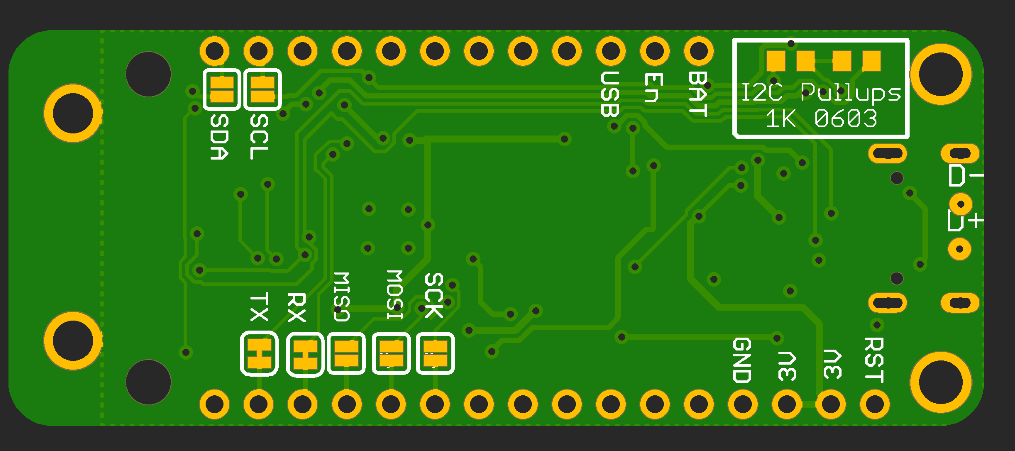 USB
En
BAT
I2C Pullups
1K 0603
SDA
SCL
D-
D+
TX
RX
MISO
MOSI
SCK
GND
3V
3V
RST